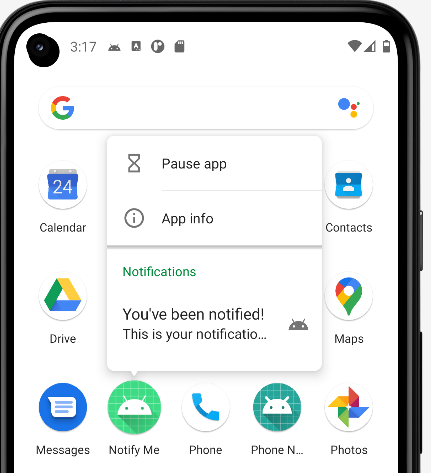 3:17
G
Pause app
24
App info
Calendar
Contacts
Notifications
You've been notified!
This is your notificatio...
Drive
Maps
Messages
Notify Me
Phone
Phone N...
Photos